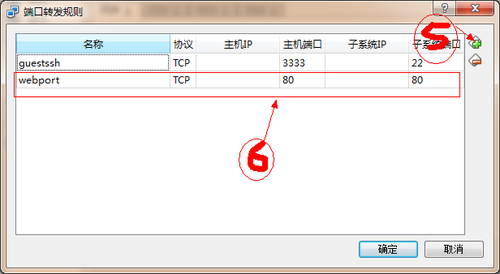 端口转发规则
名称 协议 主机IP 主机端口 子系统IP 子系统端口
guestssh TCP 3333 22
webport TCP 80 80
5
6
确定 取消